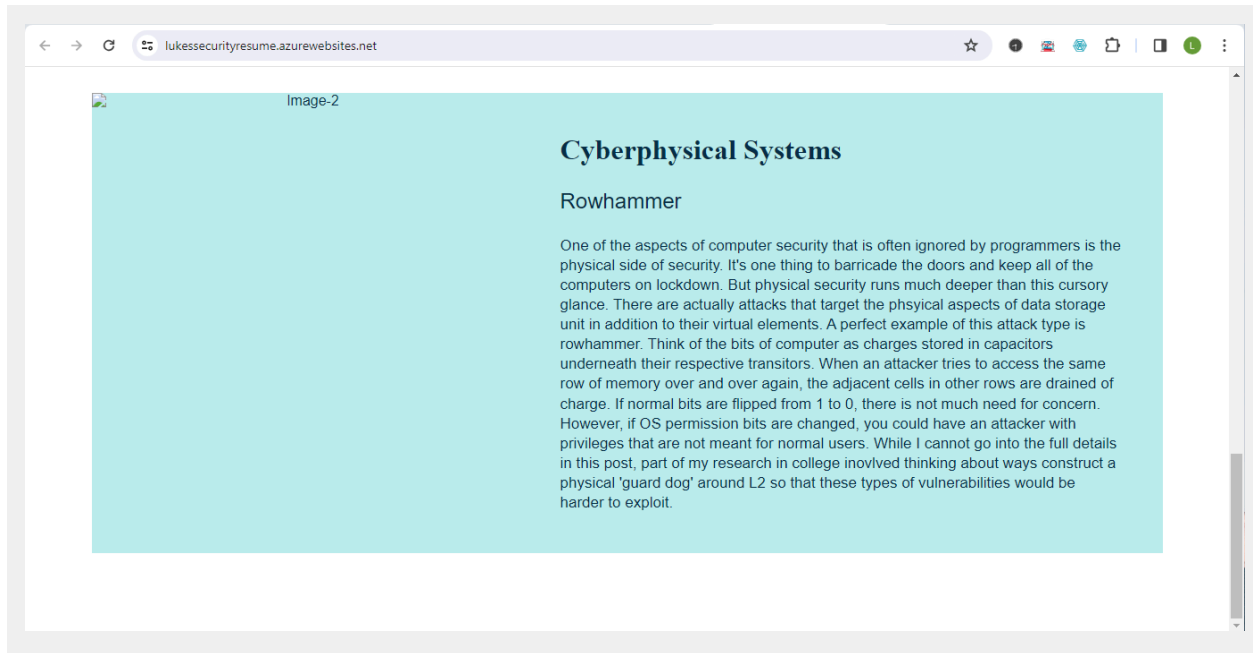 lukessecurityresume.azurewebsites.net
L
Image-2
Cyberphysical Systems
Rowhammer
One of the aspects of computer security that is often ignored by programmers is the
physical side of security. It's one thing to barricade the doors and keep all of the
computers on lockdown. But physical security runs much deeper than this cursory
glance. There are actually attacks that target the phsyical aspects of data storage
unit in addition to their virtual elements. A perfect example of this attack type is
rowhammer. Think of the bits of computer as charges stored in capacitors
underneath their respective transitors. When an attacker tries to access the same
row of memory over and over again, the adjacent cells in other rows are drained of
charge. If normal bits are flipped from 1 to 0, there is not much need for concern.
However, if OS permission bits are changed, you could have an attacker with
privileges that are not meant for normal users. While I cannot go into the full details
in this post, part of my research in college inovlved thinking about ways construct a
physical 'guard dog' around L2 so that these types of vulnerabilities would be
harder to exploit.